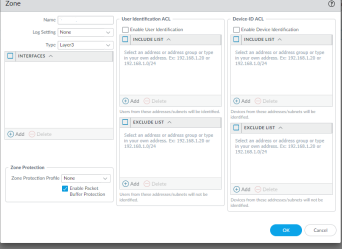 Zone
Name
Log Setting None
Type Layer3
INTERFACES
Add Delete
Zone Protection
Zone Protection Profile None
Enable Packet
Buffer Protection
User Identification ACL
Enable User Identification
INCLUDE LIST
Select an address or address group or type
in your own address. Ex: 192.168.1.20 or
192.168.1.0/24
Add Delete
Users from these addresses/subnets will be identified.
EXCLUDE LIST
Select an address or address group or type
in your own address. Ex: 192.168.1.20 or
192.168.1.0/24
Add Delete
Users from these addresses/subnets will not be
identified.
Device-ID ACL
Enable Device Identification
INCLUDE LIST
Select an address or address group or type
in your own address. Ex: 192.168.1.20 or
192.168.1.0/24
Add Delete
Devices from these addresses/subnets will be
identified.
EXCLUDE LIST
Select an address or address group or type
in your own address. Ex: 192.168.1.20 or
192.168.1.0/24
Add Delete
Devices from these addresses/subnets will not be
identified.
OK Cancel